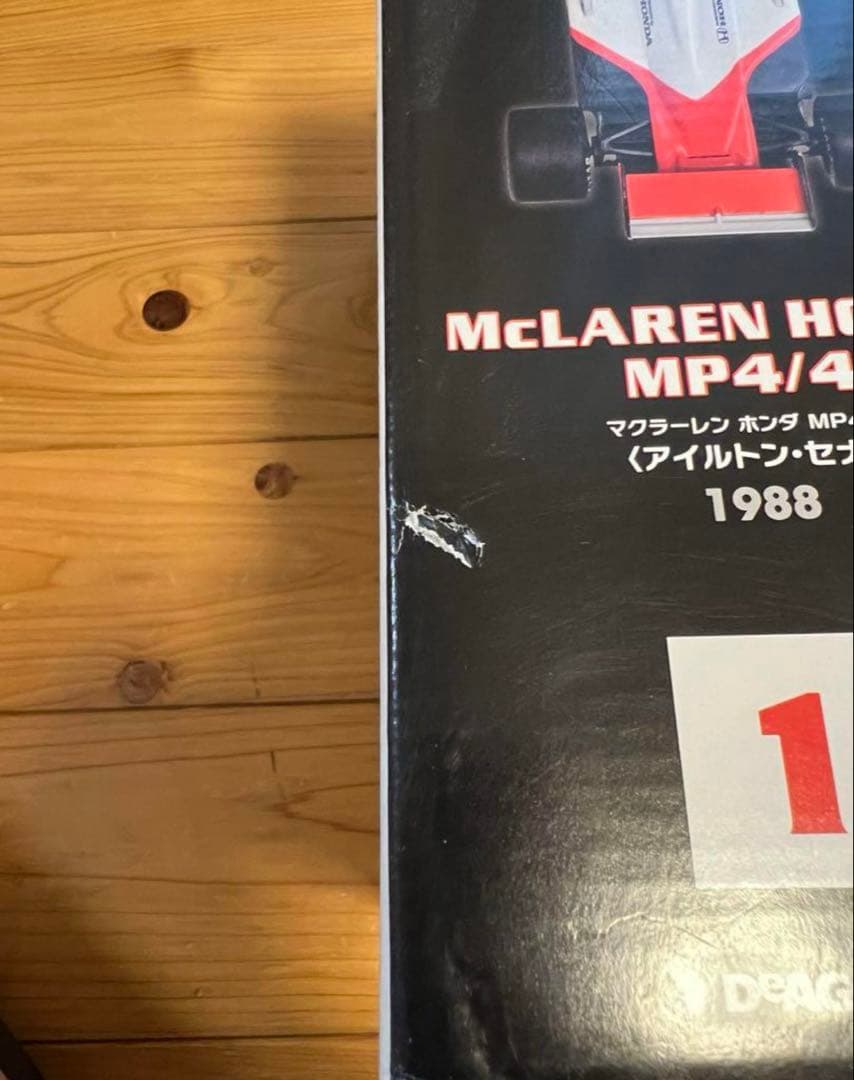 HONDA
McLAREN HO
MP4/4
マクラーレン ホンダ MP4
〈アイルトン・セナ
1988
1
DeAG